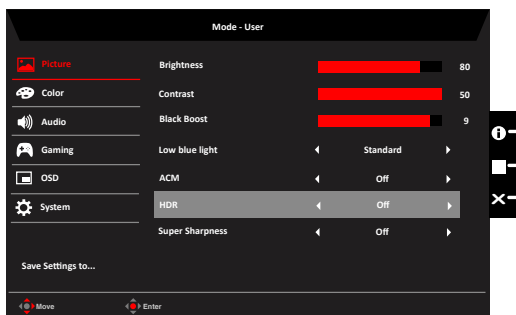 Mode - User
Picture
Brightness 80
Color
Contrast 50
Audio
Black Boost 9
Gaming
Low blue light Standard
OSD
ACM Off
System
HDR Off
Super Sharpness Off
Save Settings to...
Move Enter